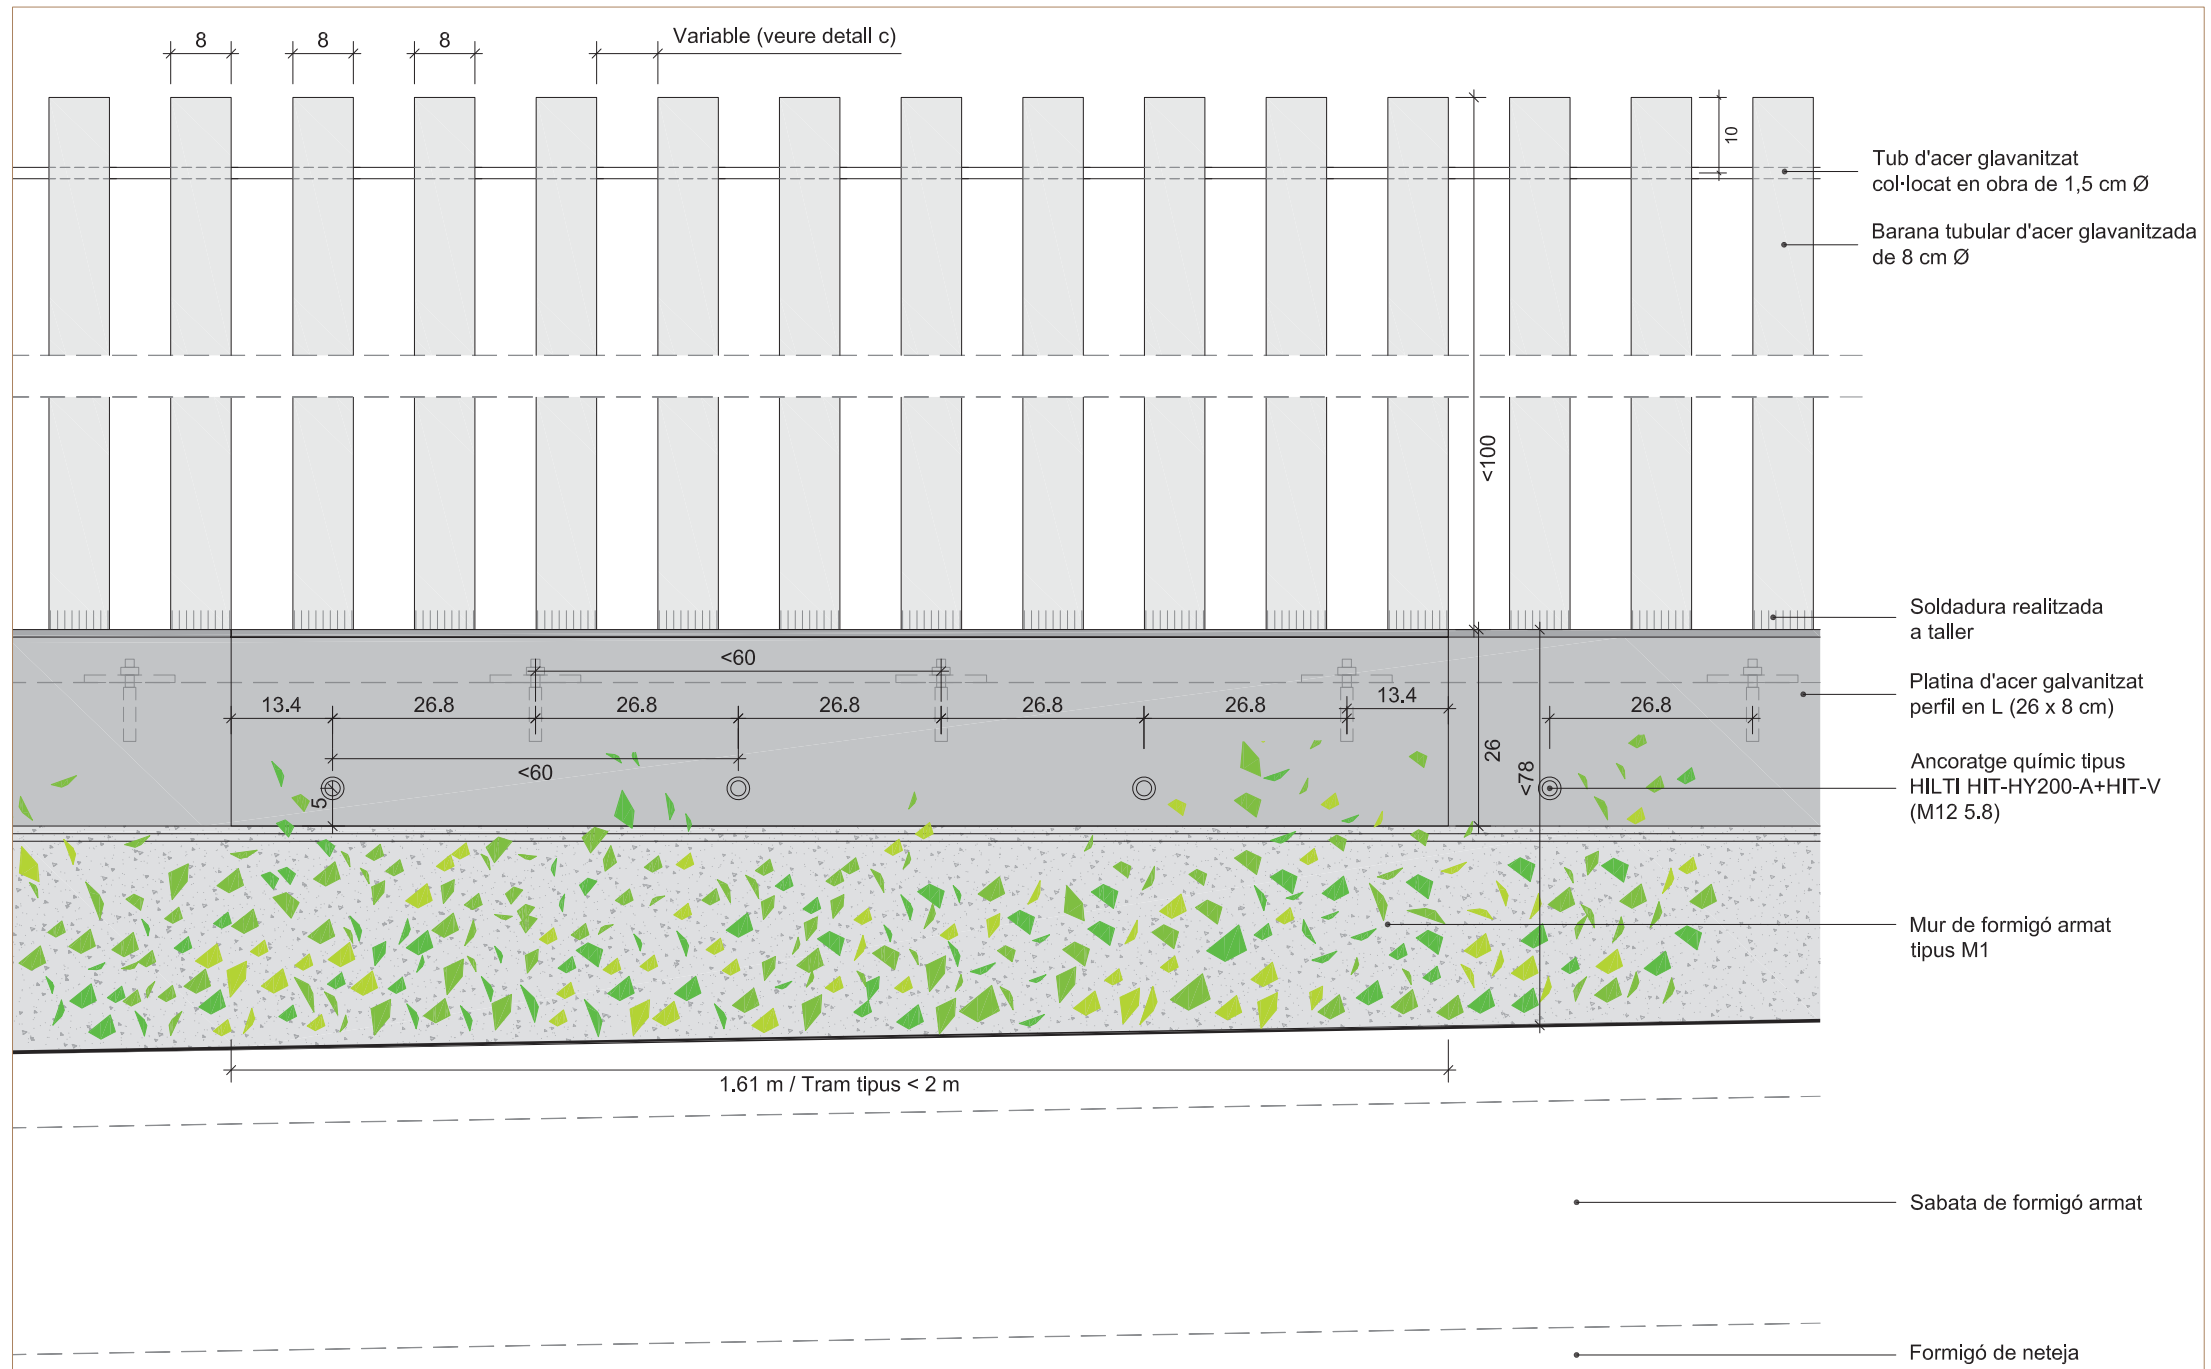 8
8
8
Variable (veure detall c)
10
Tub d'acer glavanitzat
col·locat en obra de 1,5 cm Ø
Barana tubular d'acer glavanitzada
de 8 cm Ø
<100
Soldadura realitzada
a taller
<60
Platina d'acer galvanitzat
perfil en L (26 x 8 cm)
13.4
26.8
26.8
26.8
26.8
26.8
13.4
26.8
26
<78
<60
5
Ancoratge químic tipus
HILTI HIT-HY200-A+HIT-V
(M12 5.8)
Mur de formigó armat
tipus M1
1.61 m / Tram tipus < 2 m
Sabata de formigó armat
Formigó de neteja